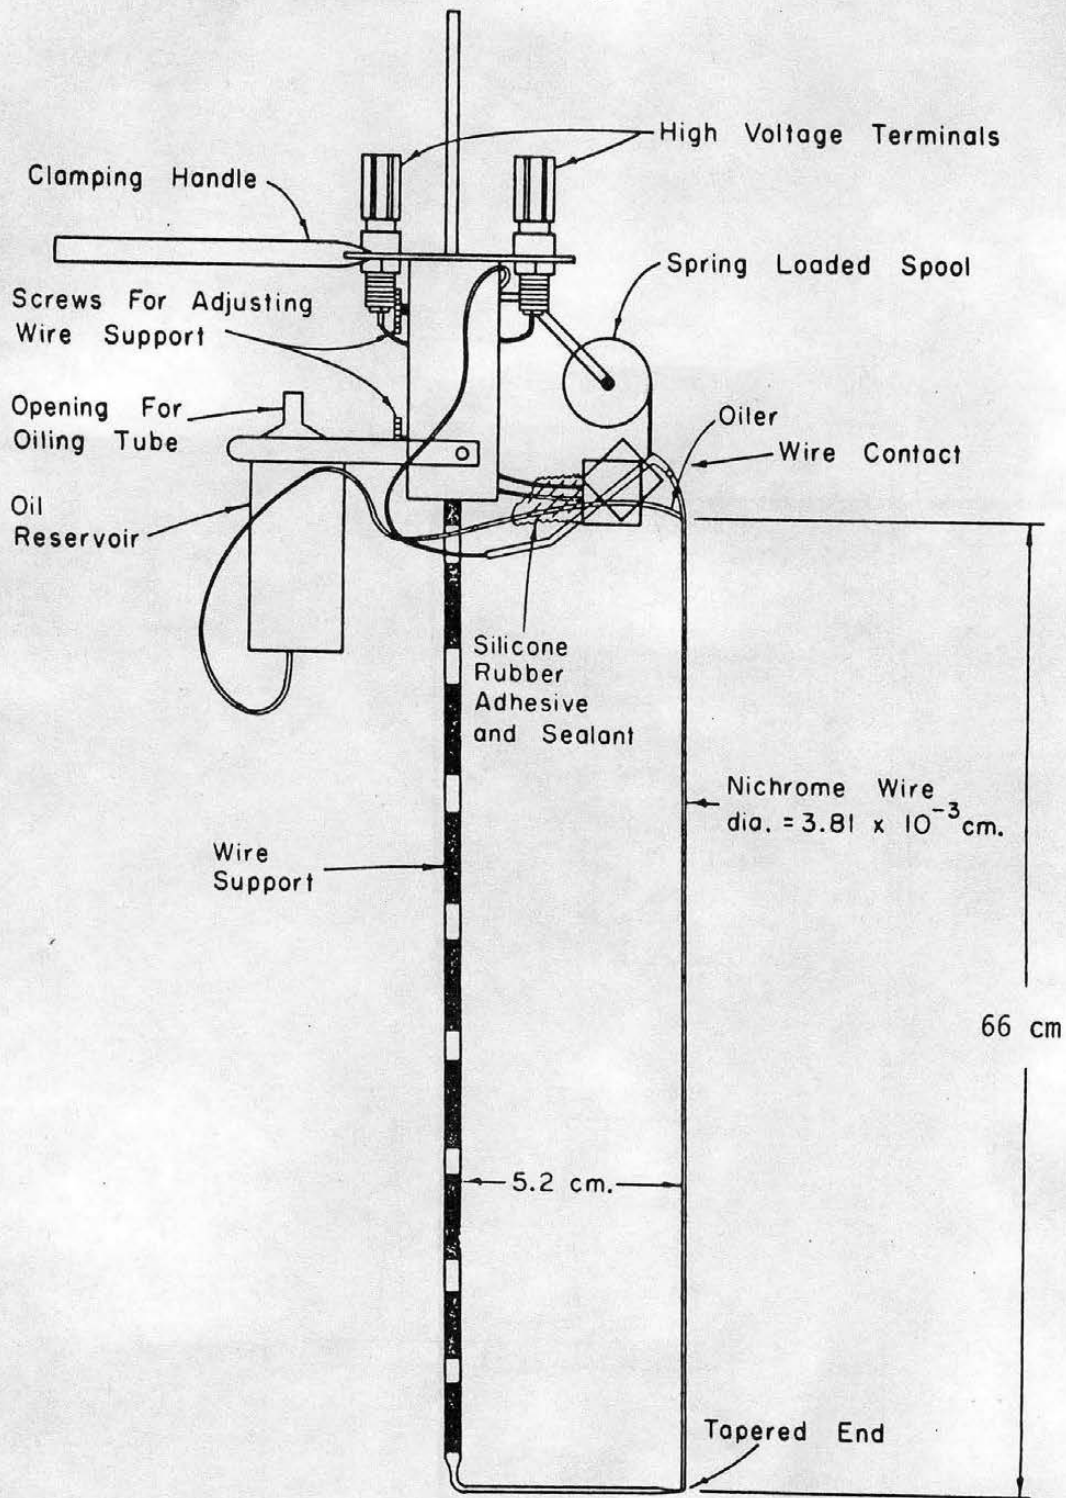 High Voltage Terminals
Clamping Handle
Spring Loaded Spool
Screws For Adjusting
Wire Support
Opening For
Oiling Tube
Oiler
Wire Contact
Oil
Reservoir
Silicone
Rubber
Adhesive
and Sealant
Nichrome Wire
dia. = 3.81 x 10⁻³cm.
Wire
Support
66 cm
5.2 cm.
Tapered End